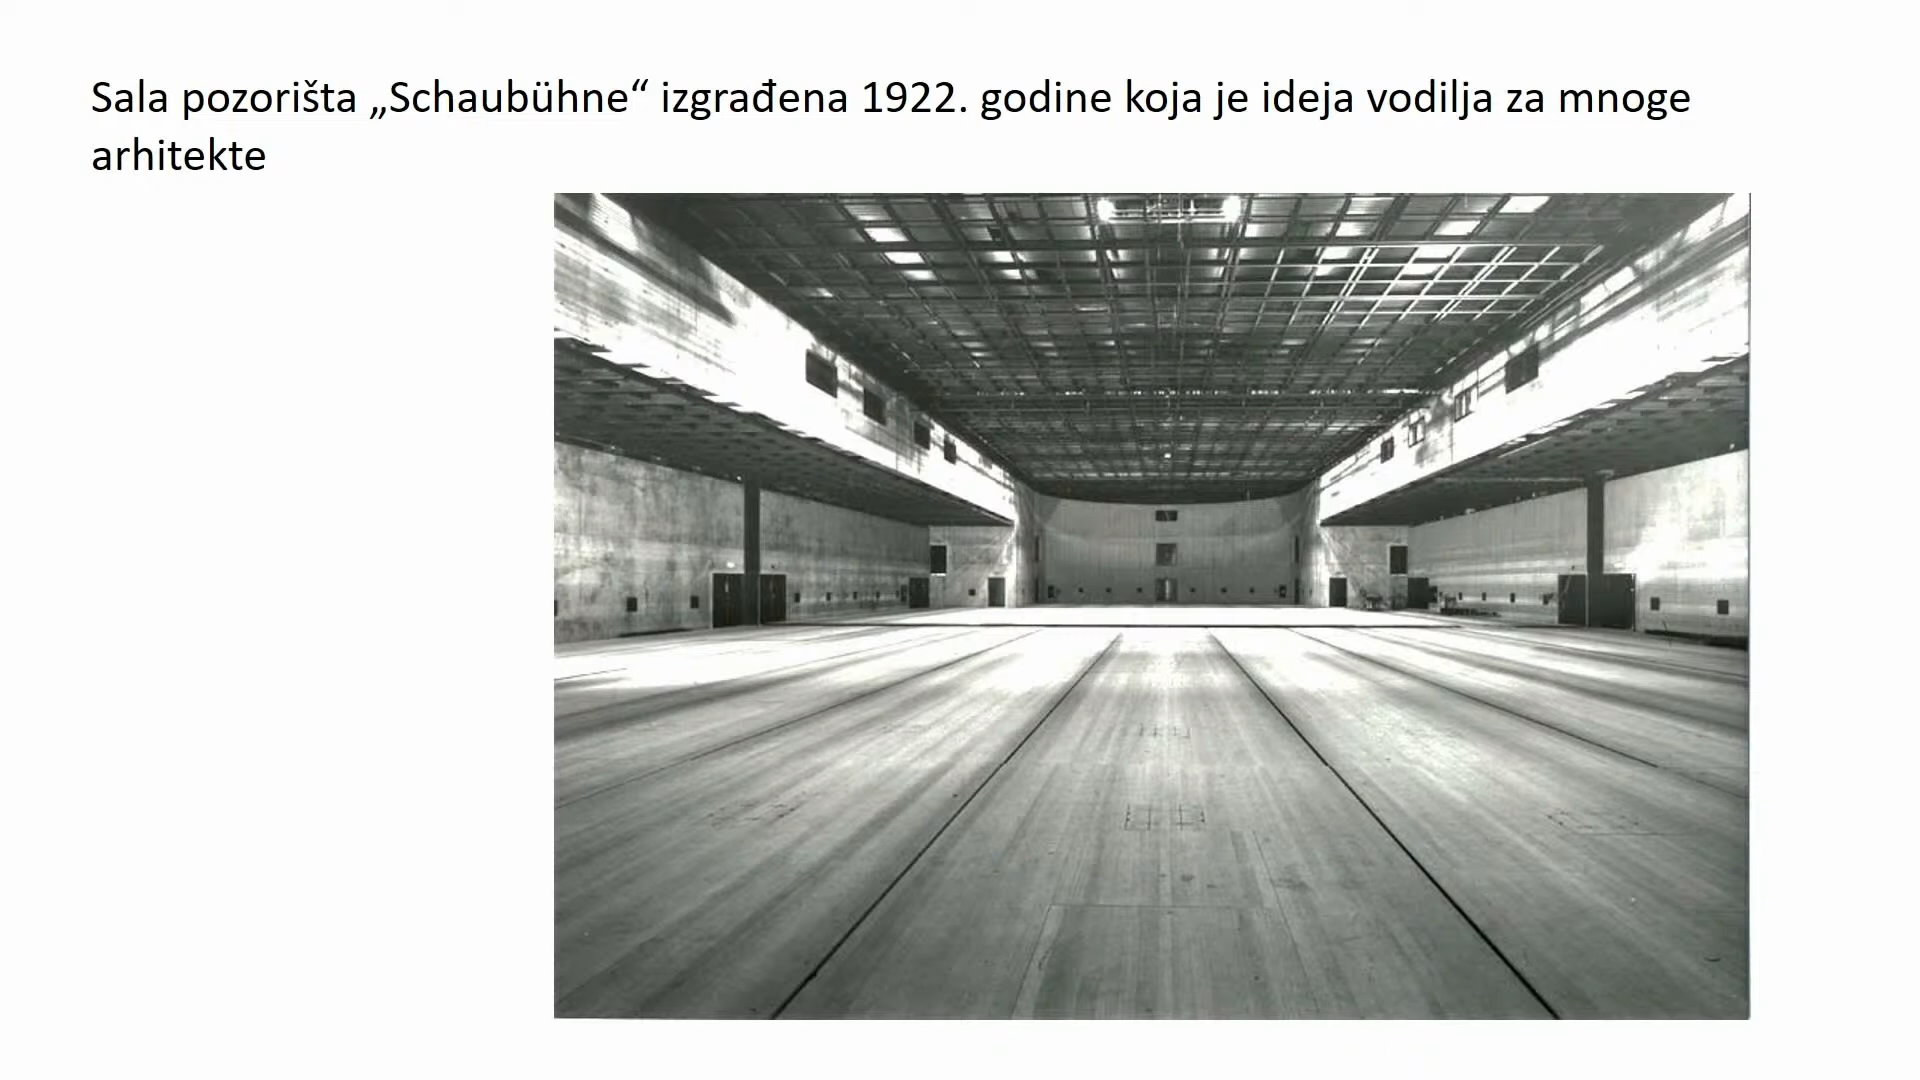 Sala pozorišta „Schaubühne“ izgrađena 1922. godine koja je ideja vodilja za mnoge
arhitekte